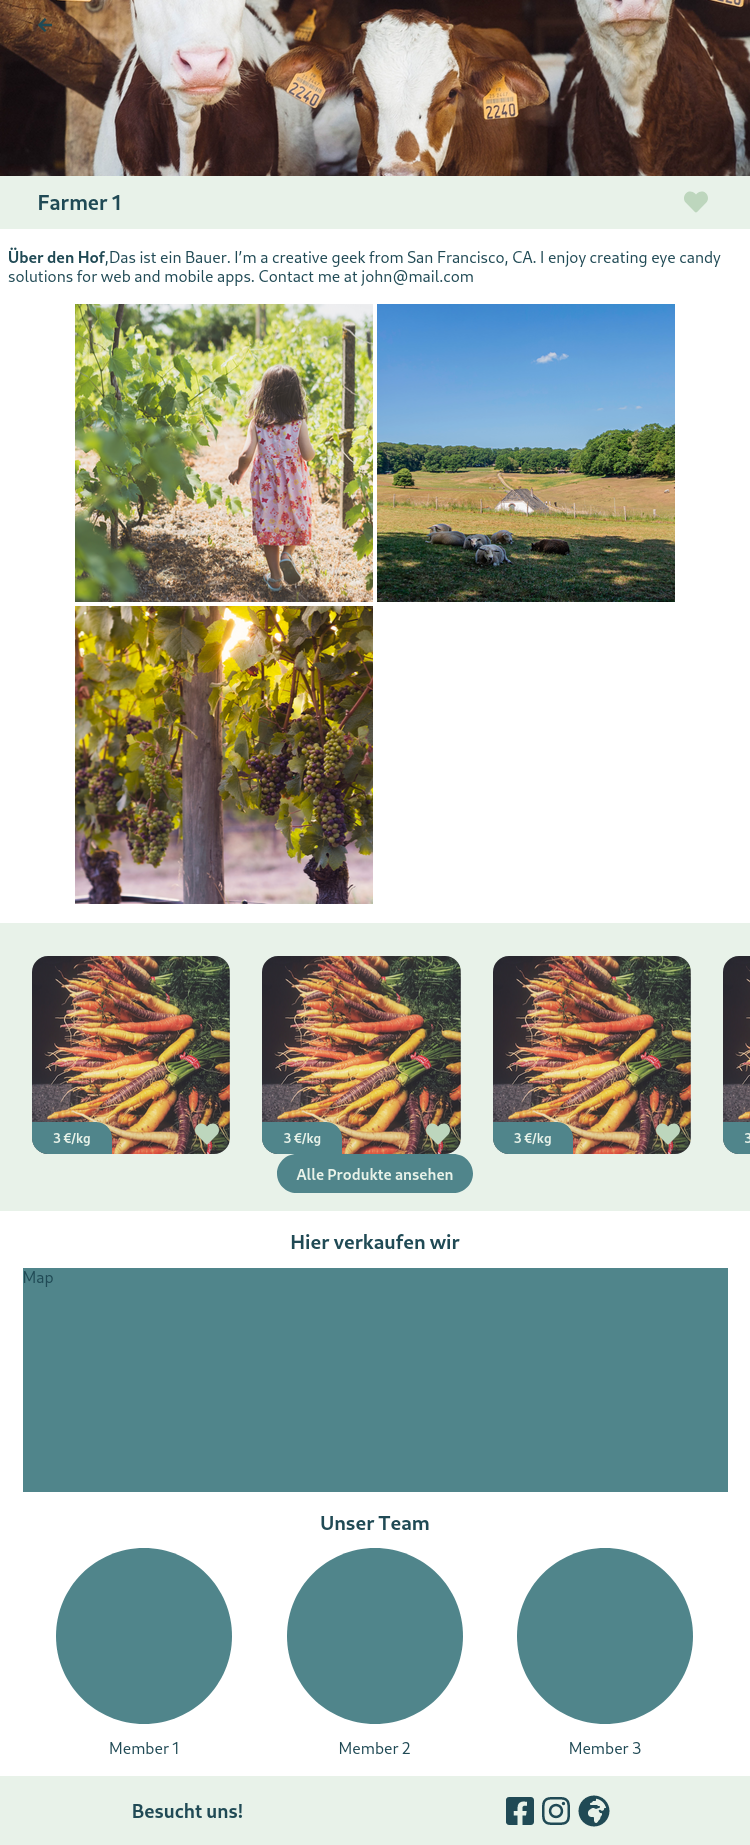 2240
2240
Farmer 1
Über den Hof,Das ist ein Bauer. I'm a creative geek from San Francisco, CA. I enjoy creating eye candy
solutions for web and mobile apps. Contact me at john@mail.com
3 €/kg
3 €/kg
3 €/kg
3
Alle Produkte ansehen
Hier verkaufen wir
Map
Unser Team
Member 1
Member 2
Member 3
Besucht uns!